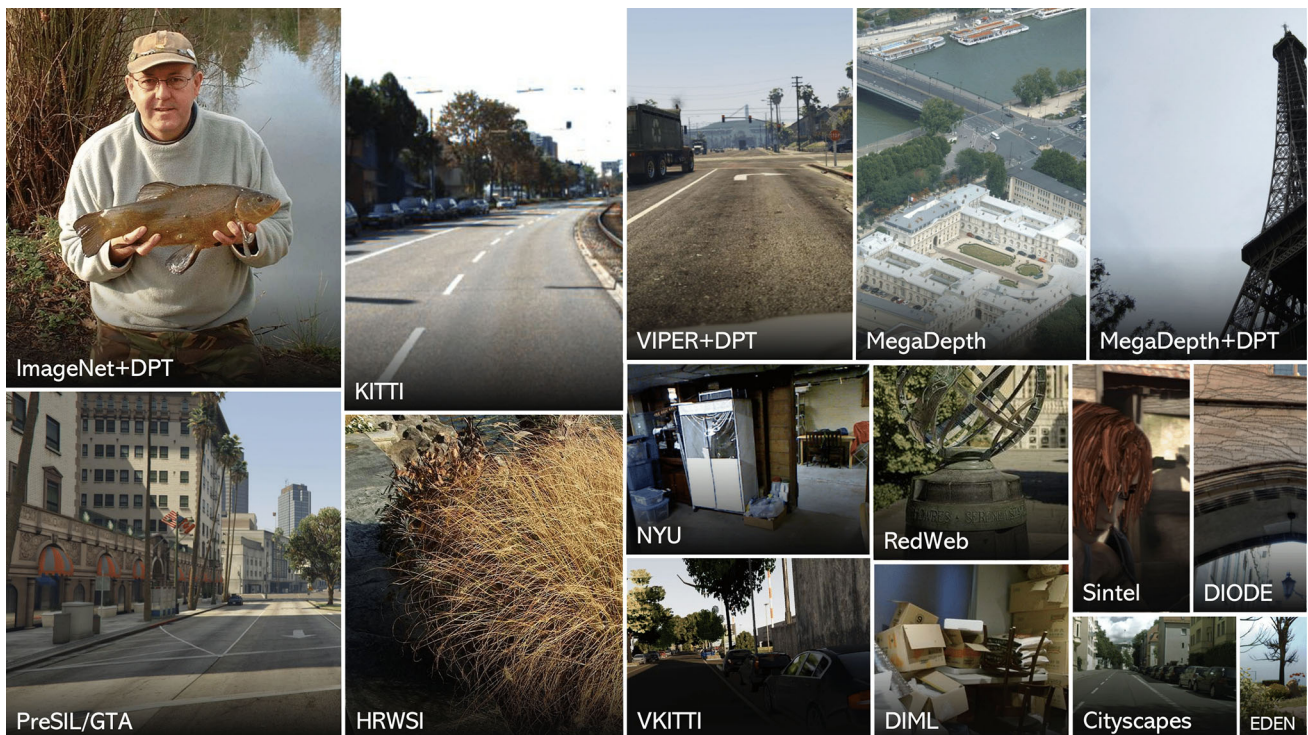 ImageNet+DPT
KITTI
VIPER+DPT
MegaDepth
MegaDepth+DPT
NYU
RedWeb
Sintel
DIODE
PreSIL/GTA
HRWSI
VKITTI
DIML
Cityscapes
EDEN